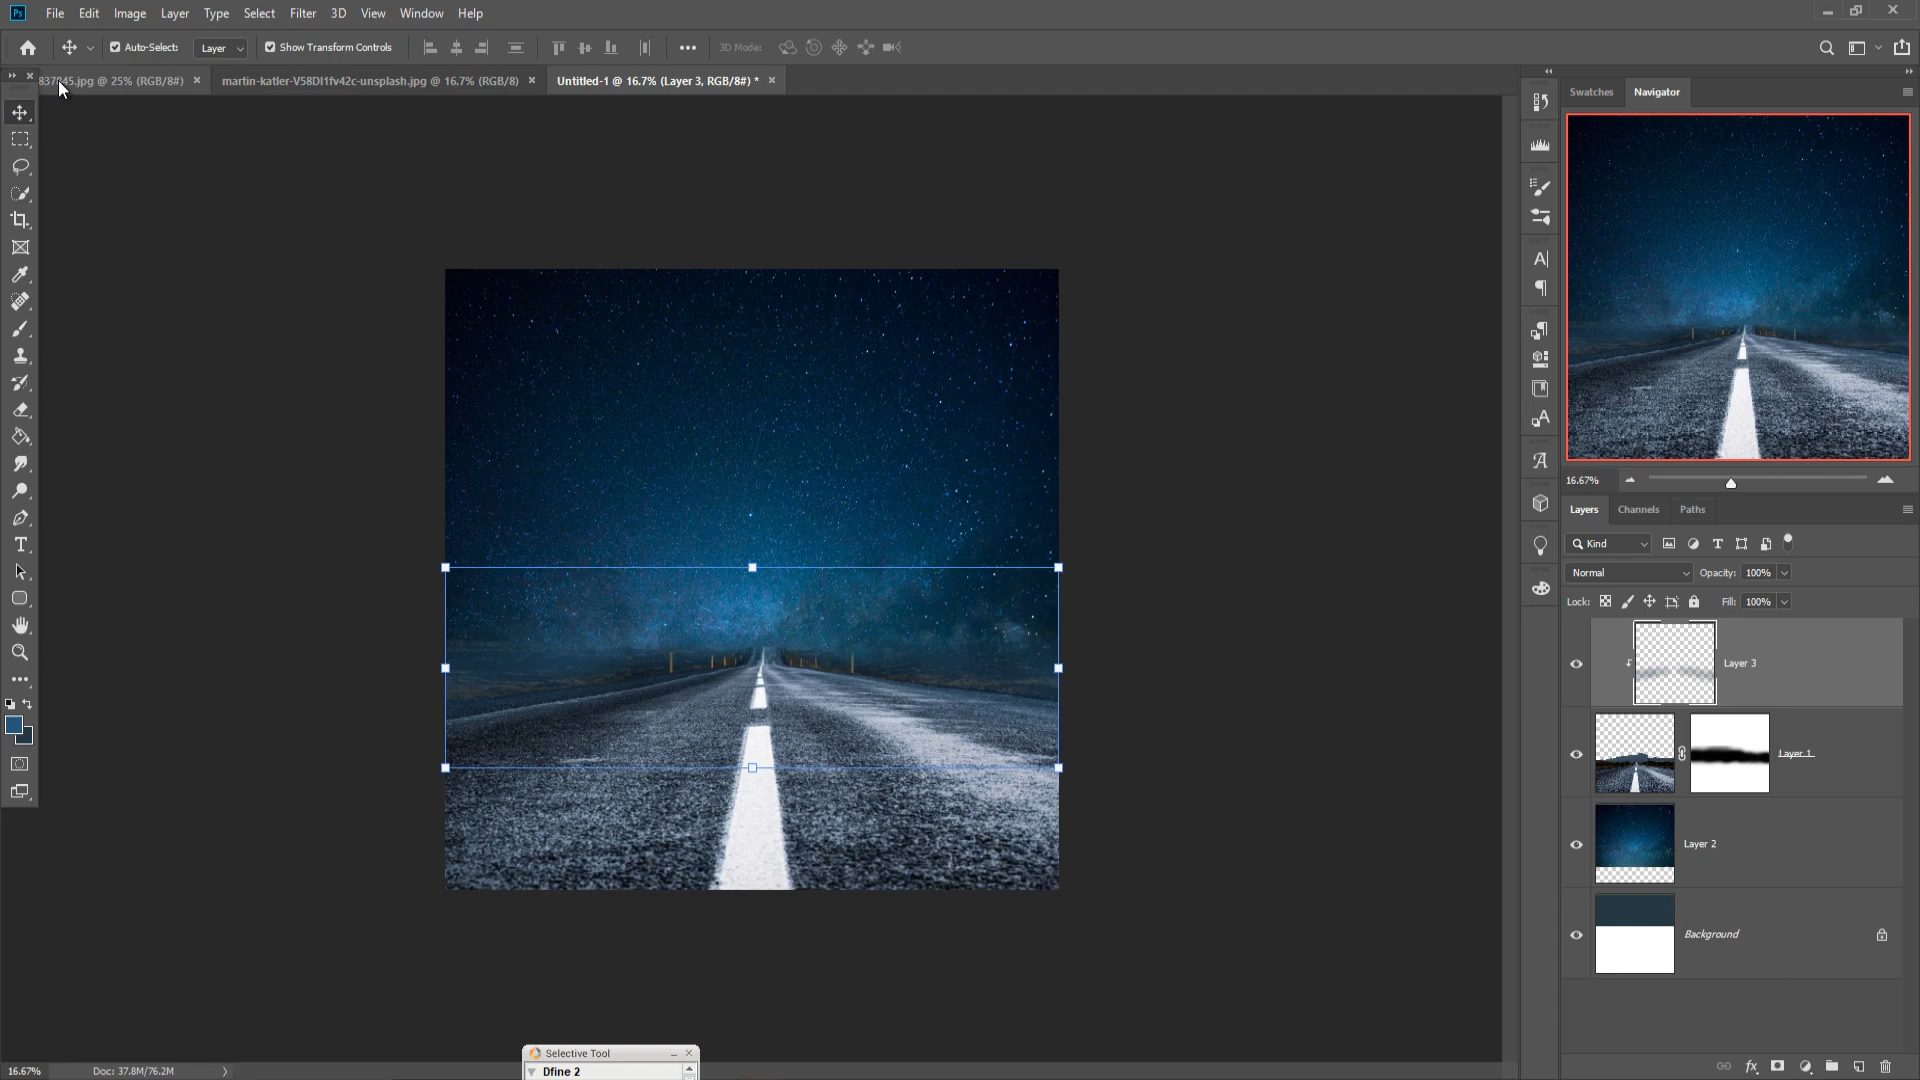 Ps File Edit Image Layer Type Select Filter 3D View Window Help
Auto-Select: Layer Show Transform Controls 3D Mode:
837845.jpg @ 25% (RGB/8#) martin-katler-V58Dl1fv42c-unsplash.jpg @ 16.7% (RGB/8) Untitled-1 @ 16.7% (Layer 3, RGB/8#) *
Swatches Navigator
16.67%
Layers Channels Paths
Kind
Normal Opacity: 100%
Lock: Fill: 100%
Layer 3
Layer 1
Layer 2
Background
Selective Tool
Dfine 2
16.67% Doc: 37.8M/76.2M